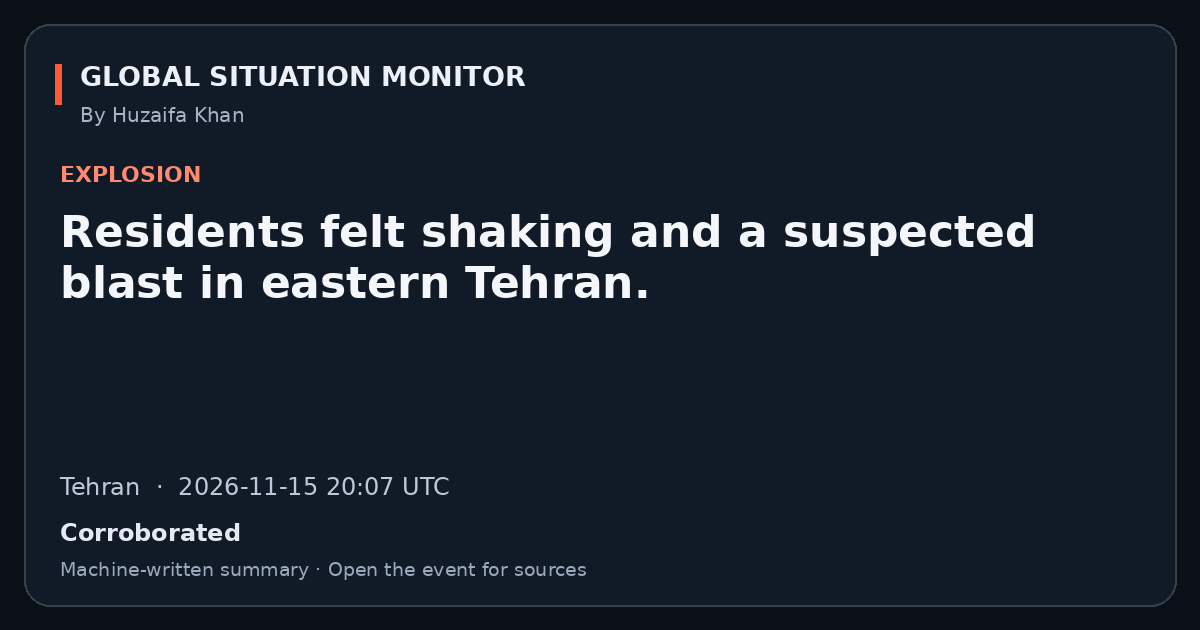 GLOBAL SITUATION MONITOR
By Huzaifa Khan
EXPLOSION
Residents felt shaking and a suspected
blast in eastern Tehran.
Tehran · 2026-11-15 20:07 UTC
Corroborated
Machine-written summary · Open the event for sources